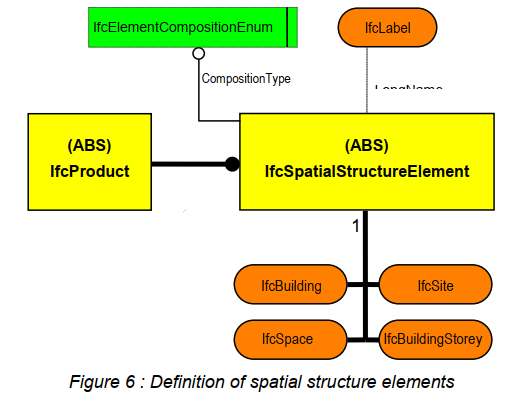 IfcElementCompositionEnum
IfcLabel
CompositionType
(ABS)
IfcProduct
(ABS)
IfcSpatialStructureElement
1
IfcBuilding
IfcSite
IfcSpace
IfcBuildingStorey
Figure 6 : Definition of spatial structure elements